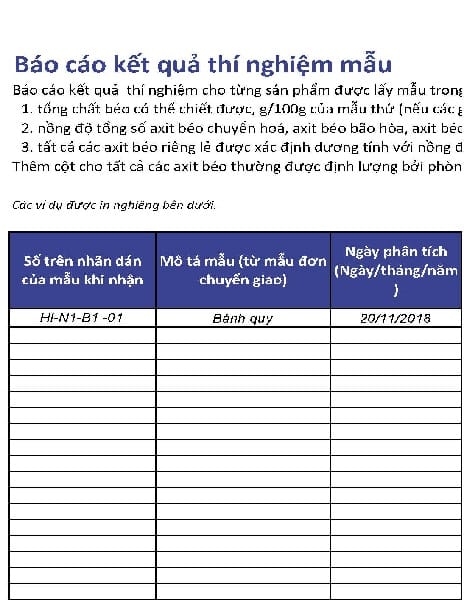 Báo cáo kết quả thí nghiệm mẫu
Báo cáo kết quả thí nghiệm cho từng sản phẩm được lấy mẫu trong
1. tổng chất béo có thể chiết được, g/100g của mẫu thử (nếu các
2. nồng độ tổng số axit béo chuyển hoá, axit béo bão hòa, axit béo
3. tất cả các axit béo riêng lẻ được xác định dương tính với nồng
Thêm cột cho tất cả các axit béo thường được định lượng bởi phòn
Các ví dụ được in nghiêng bên dưới.
Số trên nhãn dán của mẫu khi nhận
Mô tả mẫu (từ mẫu đơn chuyển giao)
Ngày phân tích (Ngày/tháng/năm )
HI-N1-B1 -01 Bánh quy 20/11/2018